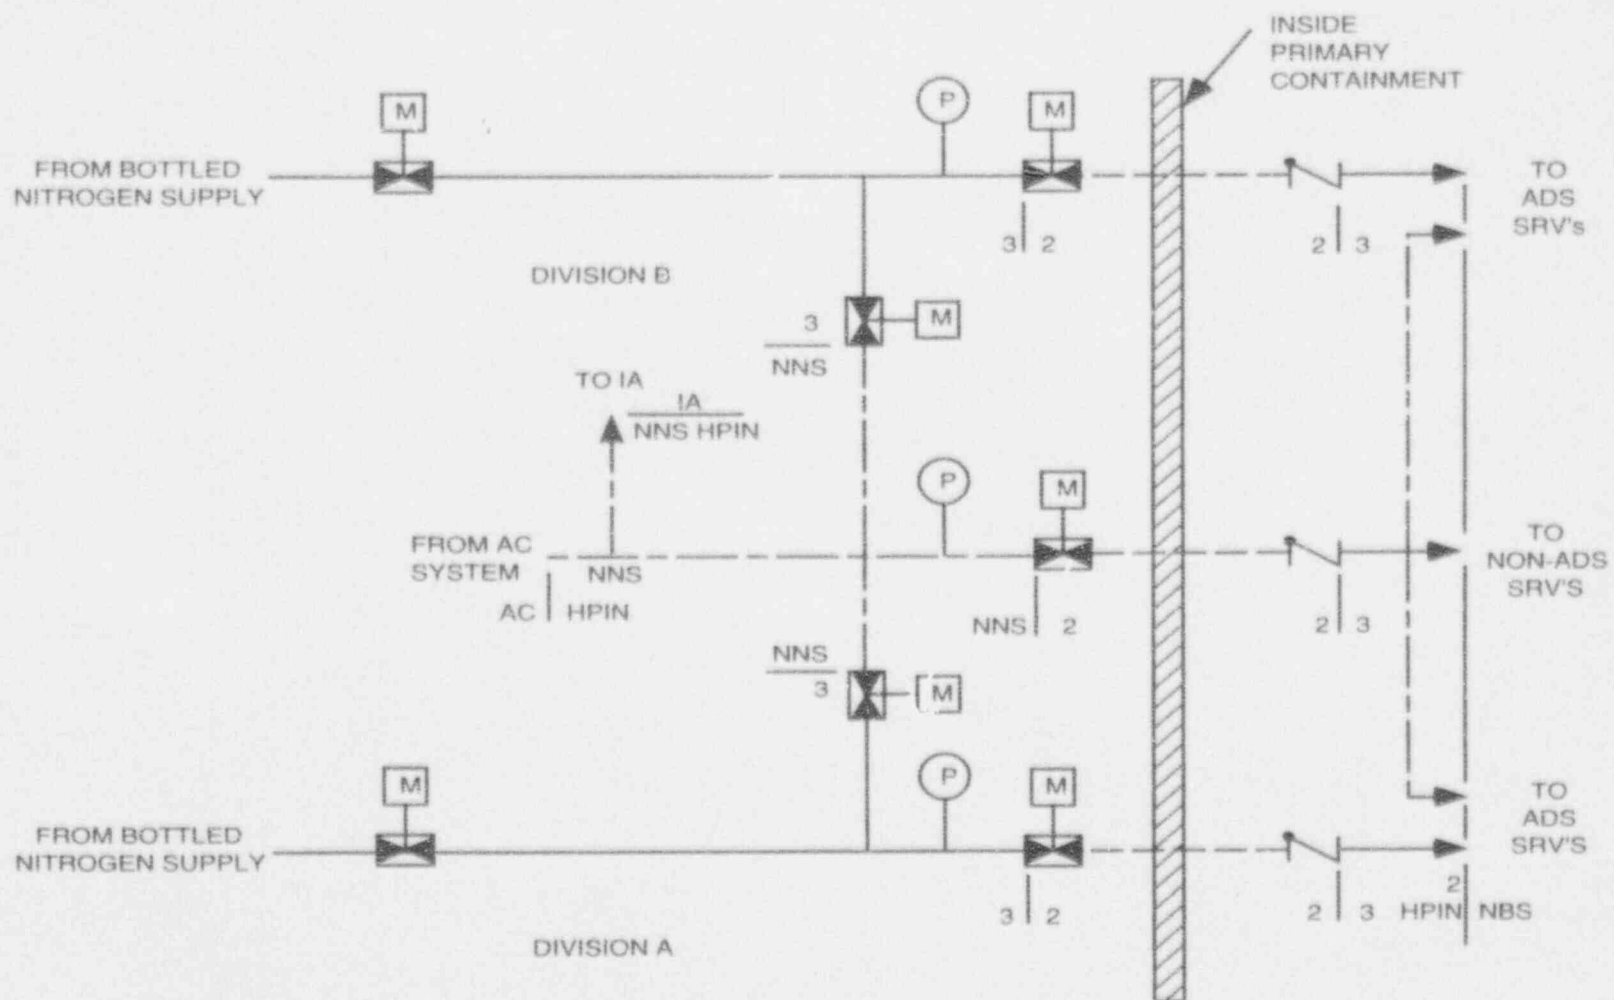 INSIDE
PRIMARY
CONTAINMENT
M
P
M
FROM BOTTLED
NITROGEN SUPPLY
TO
ADS
SRV's
3 2
2 3
DIVISION B
3
NNS
M
TO IA
IA
NNS HPIN
P
M
FROM AC
SYSTEM
NNS
AC HPIN
TO
NON-ADS
SRV'S
NNS 2
2 3
NNS
3
M
M
P
M
FROM BOTTLED
NITROGEN SUPPLY
TO
ADS
SRV'S
3 2
2 3
2
HPIN NBS
DIVISION A